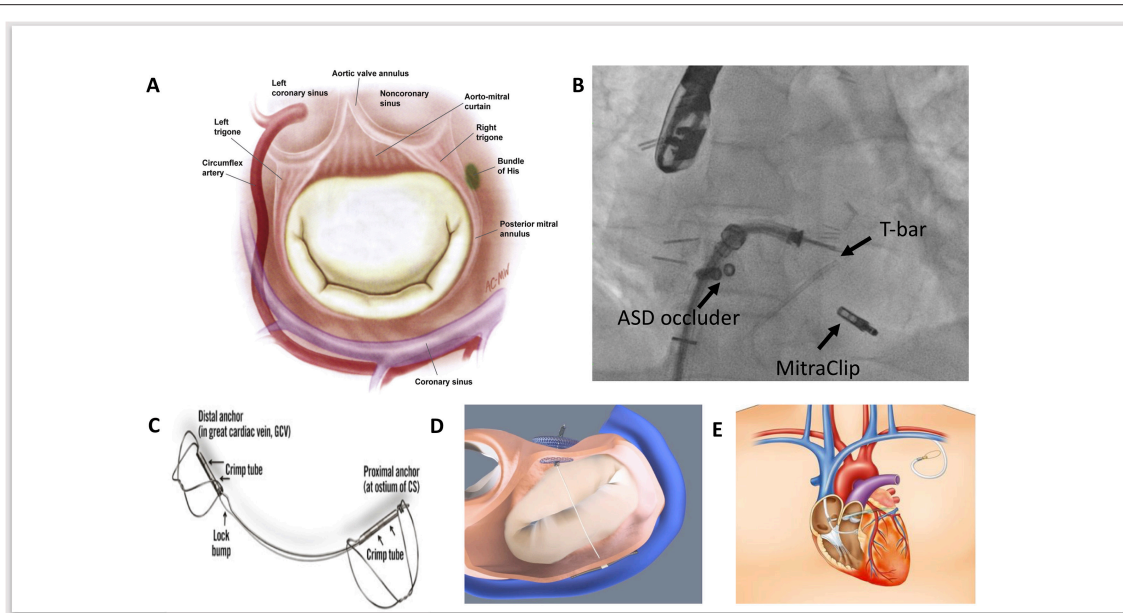 A
Left
coronary sinus
Aortic valve annulus
Noncoronary
sinus
Aorto-mitral
curtain
Left
trigone
Right
trigone
Circumflex
artery
Bundle
of His
Posterior mitral
annulus
AC-MW
Coronary sinus
B
T-bar
ASD occluder
MitraClip
C
Distal anchor
(in great cardiac vein, GCV)
Crimp tube
Proximal anchor
(at ostium of CS)
Lock
bump
Crimp tube
D
E